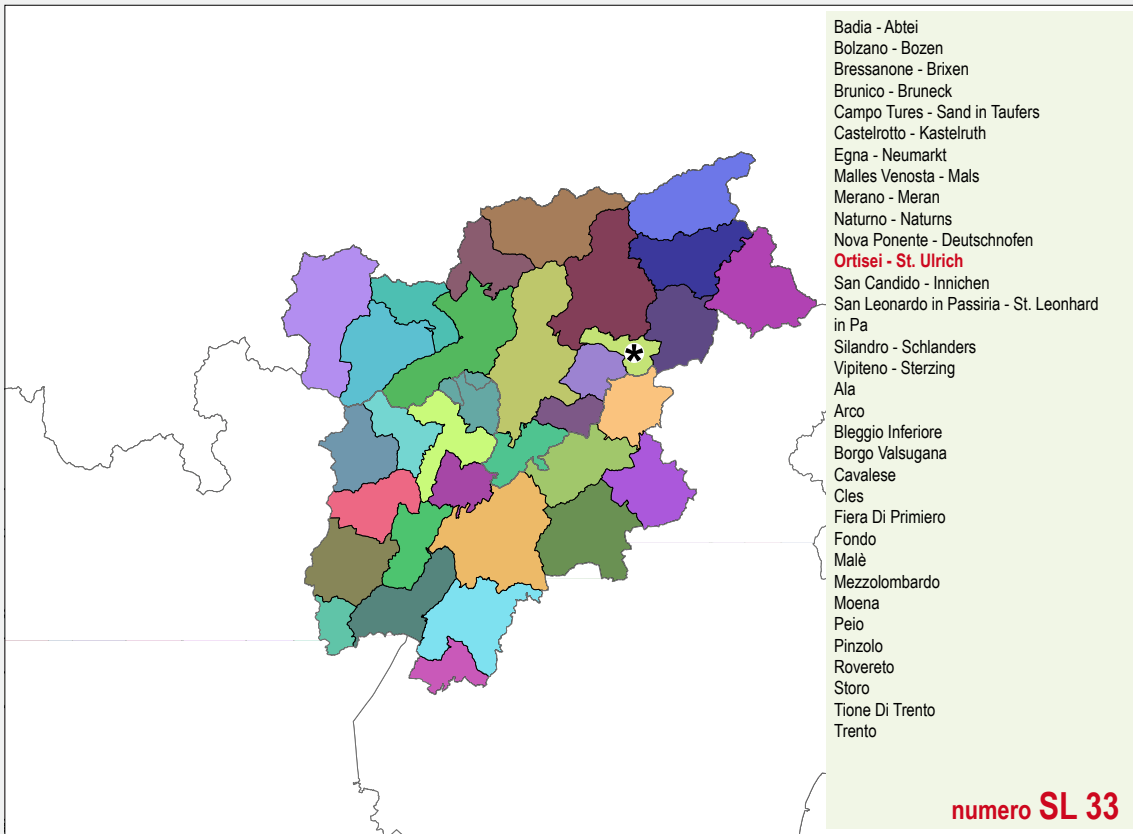 Badia - Abtei
Bolzano - Bozen
Bressanone - Brixen
Brunico - Bruneck
Campo Tures - Sand in Taufers
Castelrotto - Kastelruth
Egna - Neumarkt
Malles Venosta - Mals
Merano - Meran
Naturno - Naturns
Nova Ponente - Deutschnofen
Ortisei - St. Ulrich
San Candido - Innichen
San Leonardo in Passiria - St. Leonhard
in Pa
Silandro - Schlanders
Vipiteno - Sterzing
Ala
Arco
Bleggio Inferiore
Borgo Valsugana
Cavalese
Cles
Fiera Di Primiero
Fondo
Malè
Mezzolombardo
Moena
Peio
Pinzolo
Rovereto
Storo
Tione Di Trento
Trento
*
numero SL 33